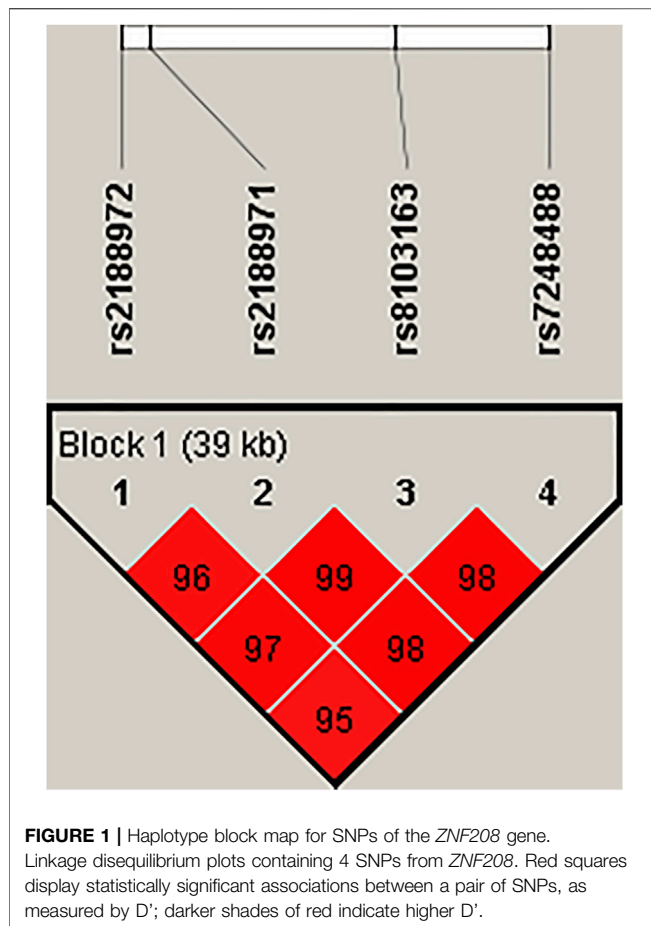 rs2188972
rs2188971
rs8103163
rs7248488
Block 1 (39 kb)
1 2 3 4
96 99 98
97 98
95
FIGURE 1 | Haplotype block map for SNPs of the ZNF208 gene.
Linkage disequilibrium plots containing 4 SNPs from ZNF208. Red squares
display statistically significant associations between a pair of SNPs, as
measured by D’; darker shades of red indicate higher D’.